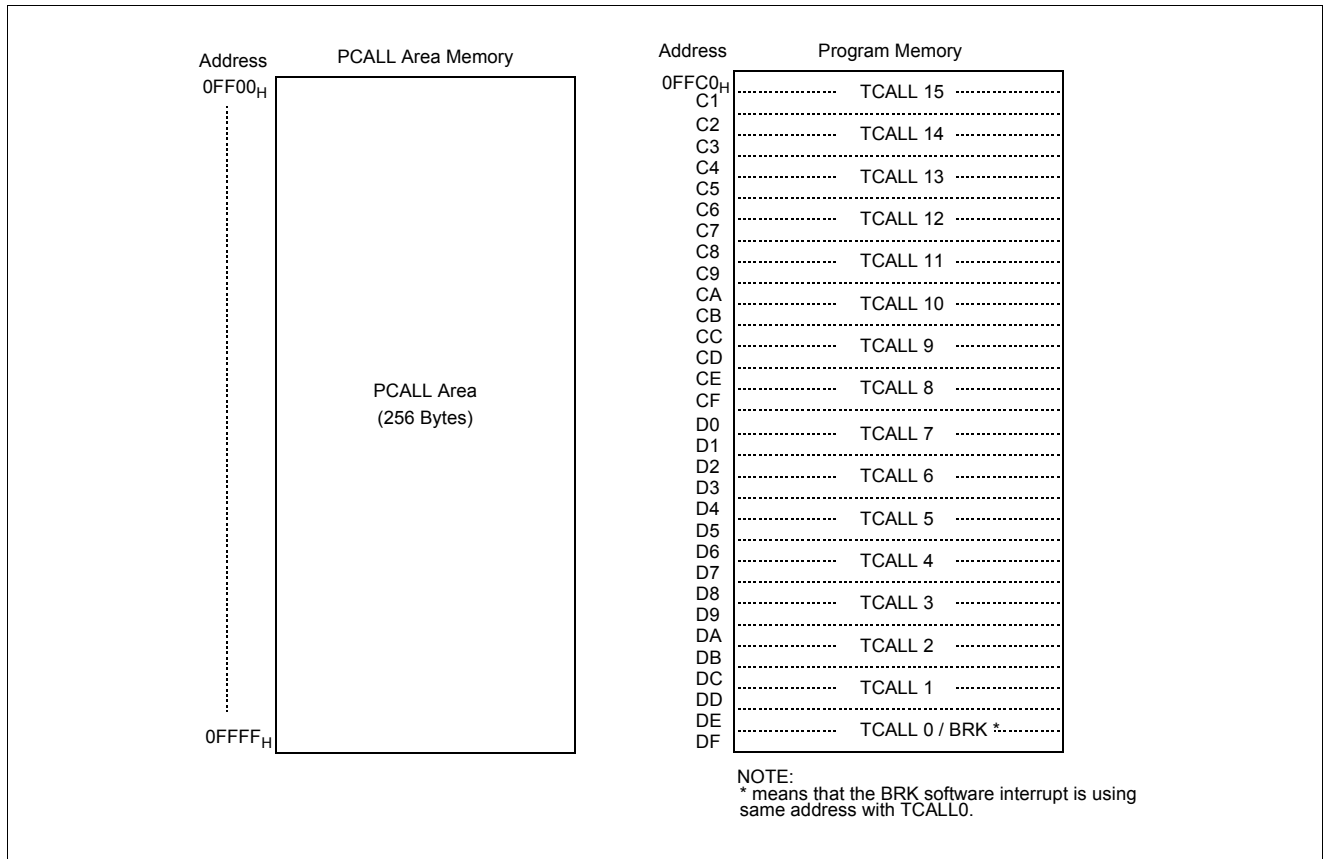 Address PCALL Area Memory
0FF00H
PCALL Area
(256 Bytes)
0FFFFH
Address Program Memory
0FFC0H
C1
TCALL 15
C2
C3
TCALL 14
C4
C5
TCALL 13
C6
C7
TCALL 12
C8
C9
TCALL 11
CA
CB
TCALL 10
CC
CD
TCALL 9
CE
CF
TCALL 8
D0
D1
TCALL 7
D2
D3
TCALL 6
D4
D5
TCALL 5
D6
D7
TCALL 4
D8
D9
TCALL 3
DA
DB
TCALL 2
DC
DD
TCALL 1
DE
DF
TCALL 0 / BRK *
NOTE:
* means that the BRK software interrupt is using
same address with TCALL0.